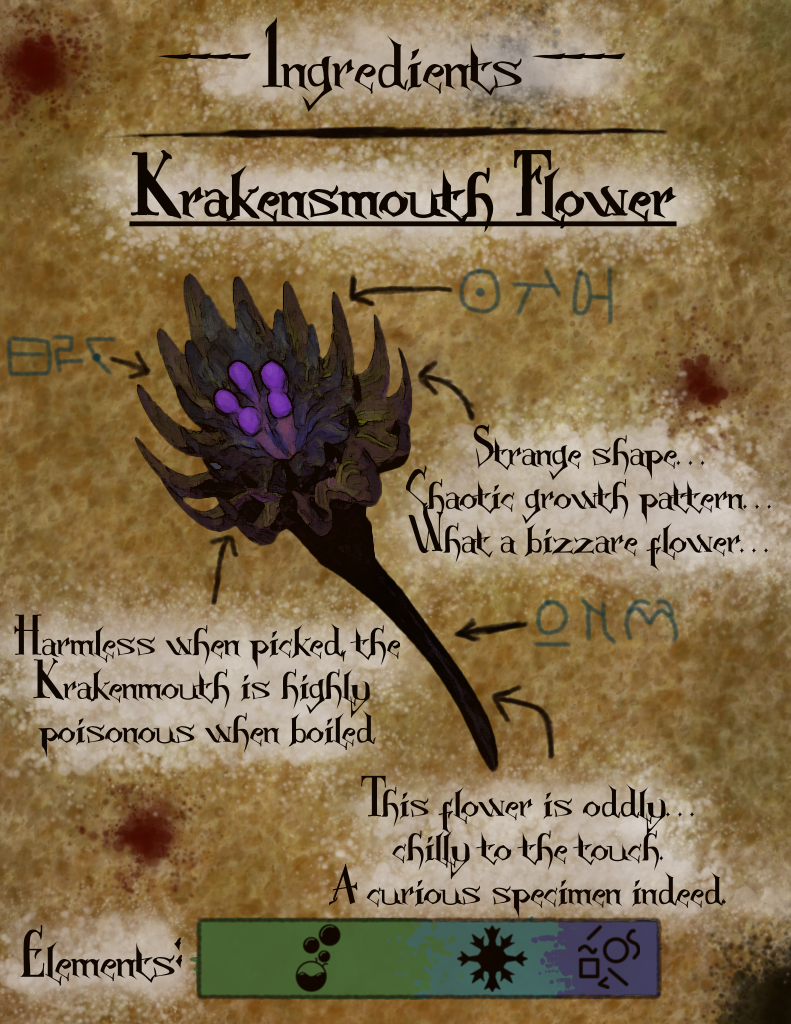 Ingredients
Krakensmouth Flower
Strange shape...
Chaotic growth pattern...
What a bizzare flower...
Harmless when picked, the
Krakenmouth is highly
poisonous when boiled.
This flower is oddly...
chilly to the touch.
A curious specimen indeed.
Elements: